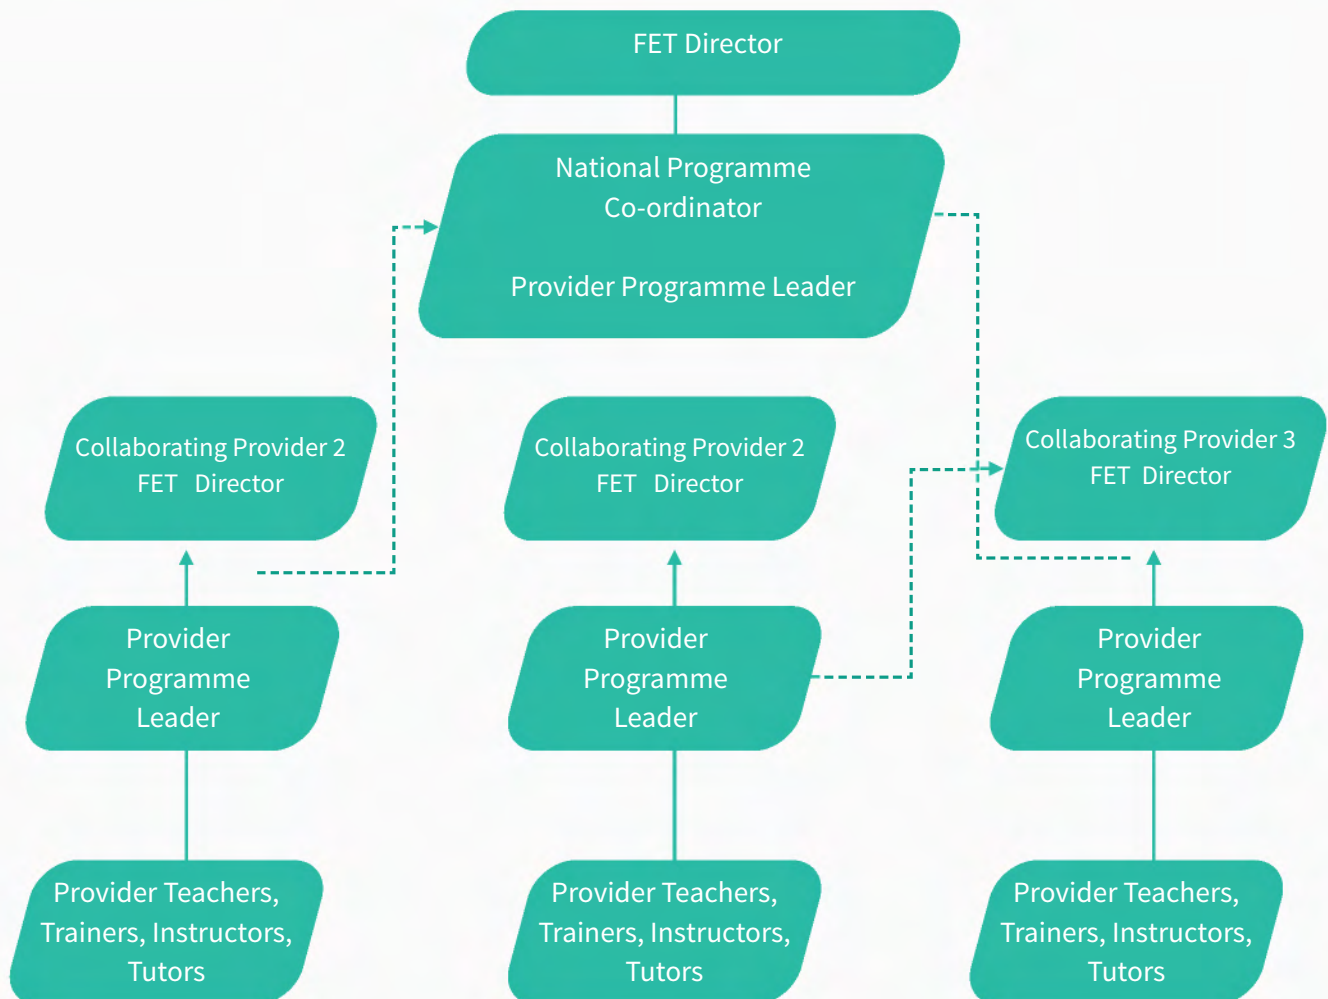 FET Director
National Programme
Co-ordinator
Provider Programme Leader
Collaborating Provider 2
FET Director
Collaborating Provider 2
FET Director
Collaborating Provider 3
FET Director
Provider
Programme
Leader
Provider
Programme
Leader
Provider
Programme
Leader
Provider Teachers,
Trainers, Instructors,
Tutors
Provider Teachers,
Trainers, Instructors,
Tutors
Provider Teachers,
Trainers, Instructors,
Tutors